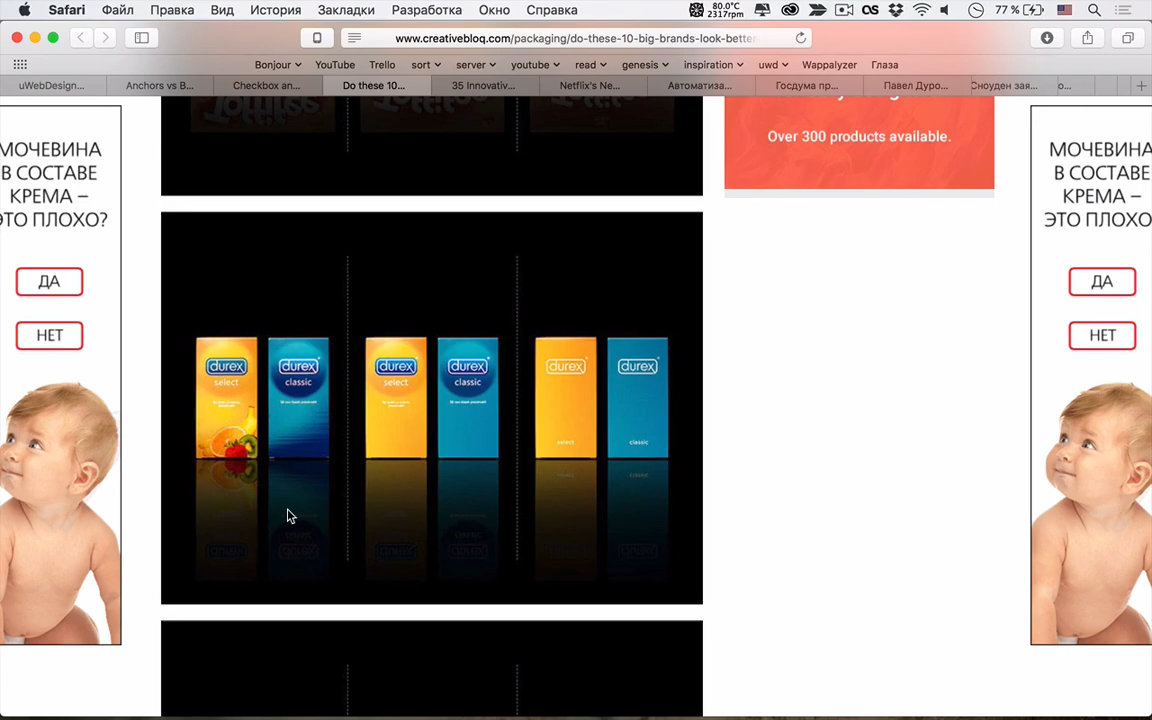 Safari Файл Правка Вид История Закладки Разработка Окно Справка 80.0°C 2317rpm 77 %
www.creativebloq.com/packaging/do-these-10-big-brands-look-better-
Bonjour YouTube Trello sort server youtube read genesis inspiration uwd Wappalyzer Глаза
uWebDesign... Anchors vs B... Checkbox an... Do these 10... 35 Innovativ... Netflix's Ne... Автоматиза... Госдума пр... Павел Дуро... Сноуден зая...
Over 300 products available.
МОЧЕВИНА
В СОСТАВЕ
КРЕМА –
ЭТО ПЛОХО?
ДА
НЕТ
durex select
durex classic
durex select
durex classic
durex select
durex classic
МОЧЕВИНА
В СОСТАВЕ
КРЕМА –
ЭТО ПЛОХО
ДА
НЕТ